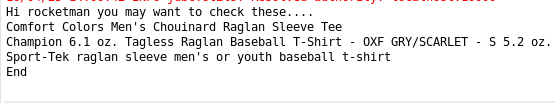 Hi rocketman you may want to check these....
Comfort Colors Men's Chouinard Raglan Sleeve Tee
Champion 6.1 oz. Tagless Raglan Baseball T-Shirt - OXF GRY/SCARLET - S 5.2 oz.
Sport-Tek raglan sleeve men's or youth baseball t-shirt
End